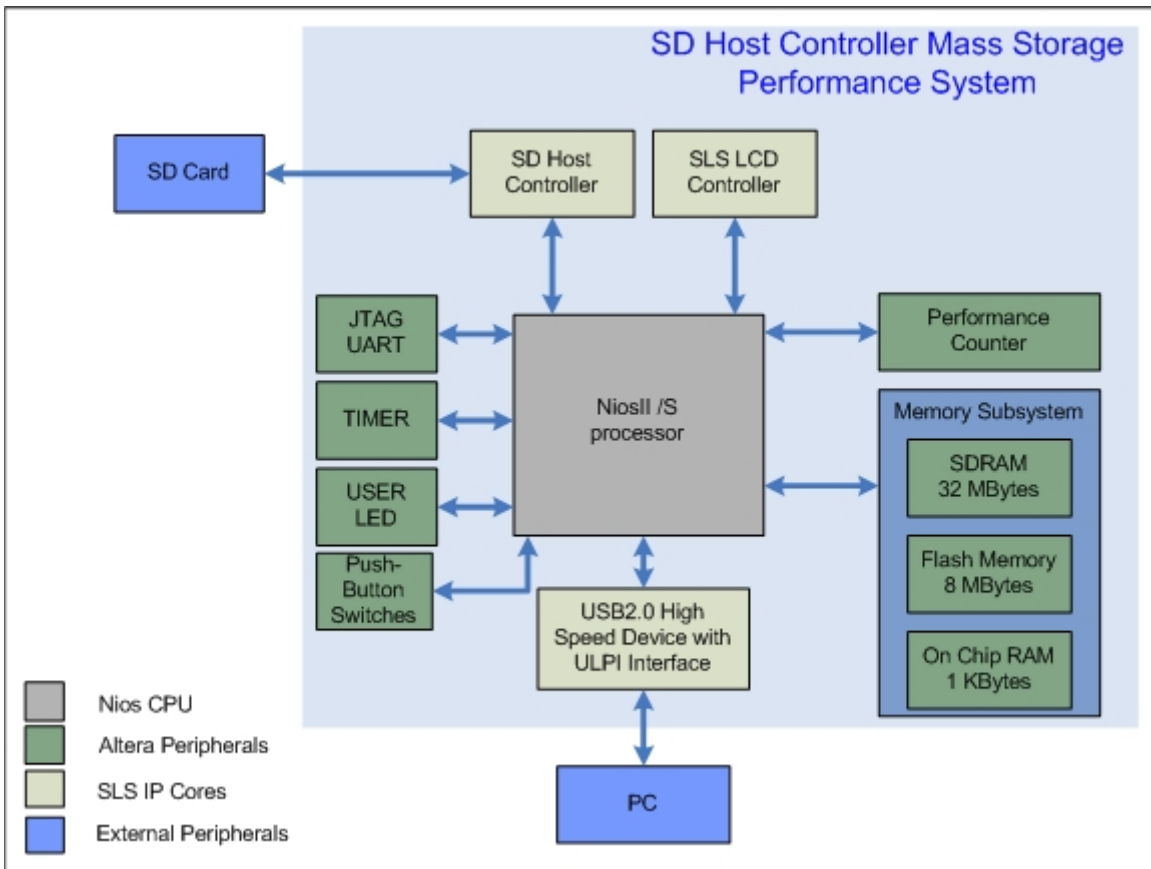 SD Host Controller Mass Storage
Performance System
SD Card
SD Host
Controller
SLS LCD
Controller
JTAG
UART
TIMER
USER
LED
Push-
Button
Switches
NiosII /S
processor
Performance
Counter
Memory Subsystem
SDRAM
32 MBytes
Flash Memory
8 MBytes
On Chip RAM
1 KBytes
USB2.0 High
Speed Device with
ULPI Interface
PC
Nios CPU
Altera Peripherals
SLS IP Cores
External Peripherals